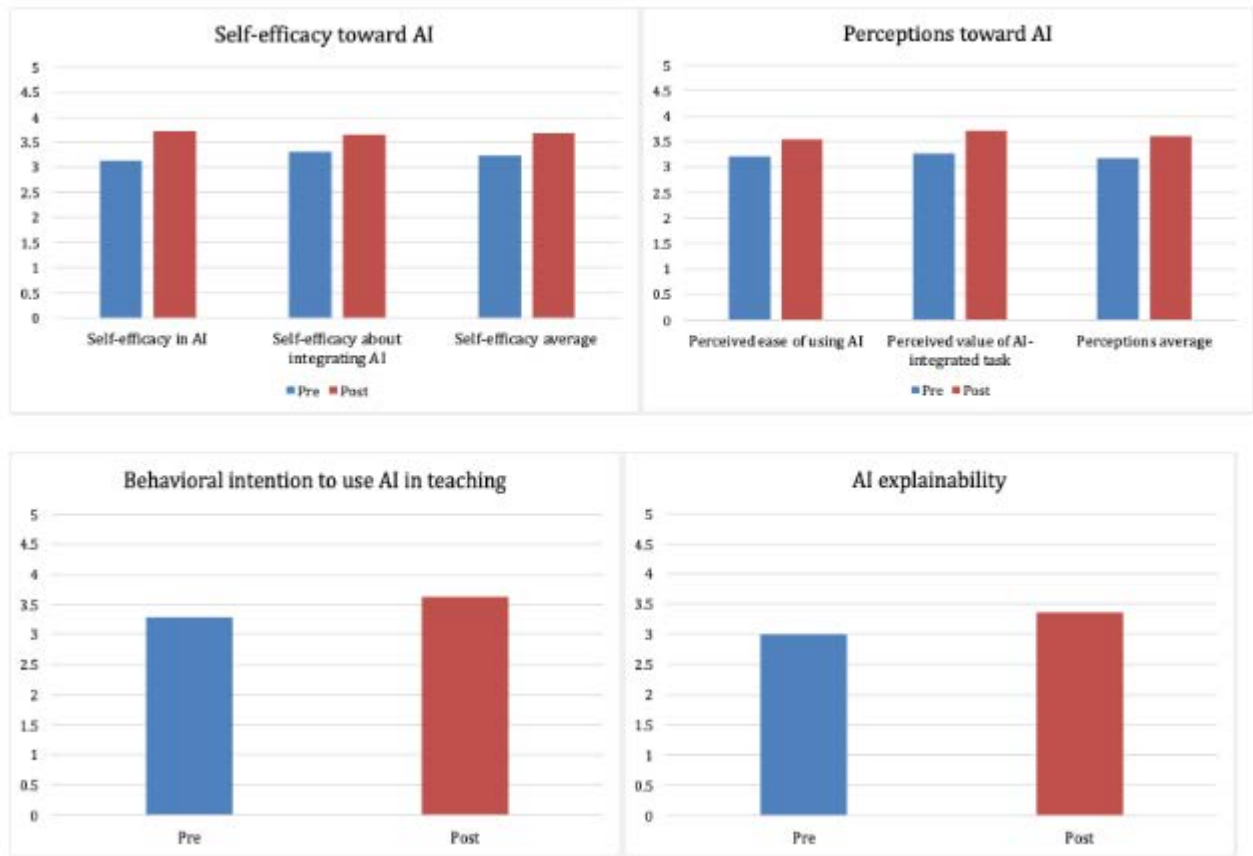 Self-efficacy toward AI
5
4.5
4
3.5
3
2.5
2
1.5
1
0.5
0
Self-efficacy in AI
Self-efficacy about
integrating AI
Self-efficacy average
Pre Post
Perceptions toward AI
5
4.5
4
3.5
3
2.5
2
1.5
1
0.5
0
Perceived ease of using AI
Perceived value of AI-
integrated task
Perceptions average
Pre Post
Behavioral intention to use AI in teaching
5
4.5
4
3.5
3
2.5
2
1.5
1
0.5
0
Pre
Post
AI explainability
5
4.5
4
3.5
3
2.5
2
1.5
1
0.5
0
Pre
Post